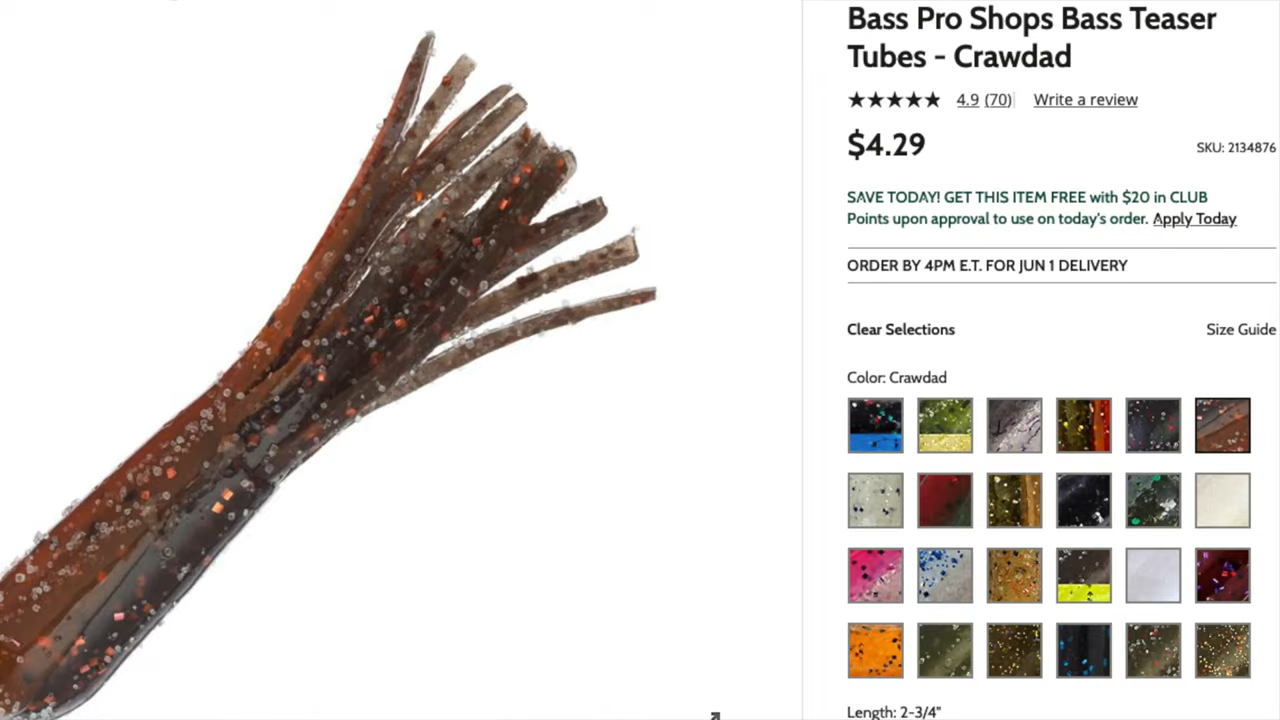 Bass Pro Shops Bass Teaser
Tubes - Crawdad
4.9 (70) Write a review
$4.29 SKU: 2134876
SAVE TODAY! GET THIS ITEM FREE with $20 in CLUB
Points upon approval to use on today's order. Apply Today
ORDER BY 4PM E.T. FOR JUN 1 DELIVERY
Clear Selections Size Guide
Color: Crawdad
Length: 2-3/4"